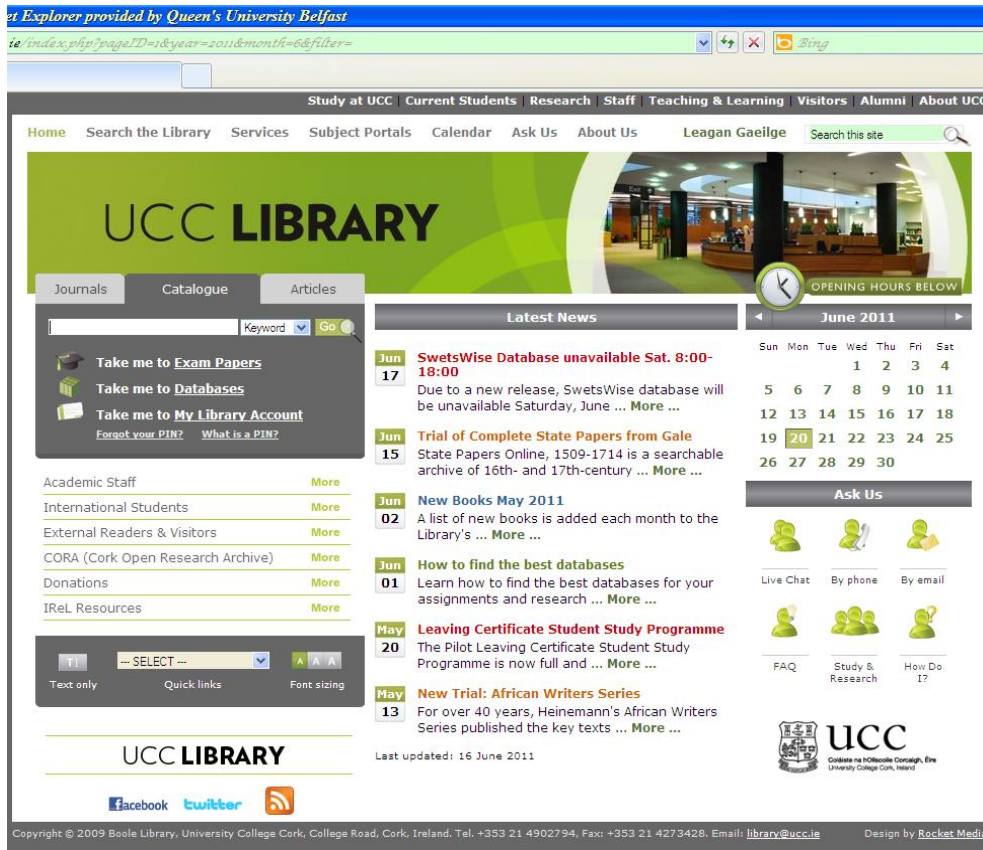 et Explorer provided by Queen's University Belfast
ie/index.php?pageID=1&year=2011&month=6&filter=
Bing
Study at UCC | Current Students | Research | Staff | Teaching & Learning | Visitors | Alumni | About UCC
Home Search the Library Services Subject Portals Calendar Ask Us About Us Leagan Gaeilge Search this site
Exit
UCC LIBRARY
OPENING HOURS BELOW
Journals Catalogue Articles
Keyword Go
Take me to Exam Papers
Take me to Databases
Take me to My Library Account
Forgot your PIN? What is a PIN?
Academic Staff More
International Students More
External Readers & Visitors More
CORA (Cork Open Research Archive) More
Donations More
IReL Resources More
TI --- SELECT --- A A A
Text only Quick links Font sizing
UCC LIBRARY
facebook twitter
Latest News
Jun 17
SwetsWise Database unavailable Sat. 8:00-
18:00
Due to a new release, SwetsWise database will
be unavailable Saturday, June ... More ...
Jun 15
Trial of Complete State Papers from Gale
State Papers Online, 1509-1714 is a searchable
archive of 16th- and 17th-century ... More ...
Jun 02
New Books May 2011
A list of new books is added each month to the
Library's ... More ...
Jun 01
How to find the best databases
Learn how to find the best databases for your
assignments and research ... More ...
May 20
Leaving Certificate Student Study Programme
The Pilot Leaving Certificate Student Study
Programme is now full and ... More ...
May 13
New Trial: African Writers Series
For over 40 years, Heinemann's African Writers
Series published the key texts ... More ...
Last updated: 16 June 2011
June 2011
Sun Mon Tue Wed Thu Fri Sat
1 2 3 4
5 6 7 8 9 10 11
12 13 14 15 16 17 18
19 20 21 22 23 24 25
26 27 28 29 30
Ask Us
Live Chat By phone By email
FAQ Study & How Do
Research I?
UCC
Coláiste na hOllscoile Corcaigh, Éire
University College Cork, Ireland
Copyright © 2009 Boole Library, University College Cork, College Road, Cork, Ireland. Tel. +353 21 4902794, Fax: +353 21 4273428. Email: library@ucc.ie Design by Rocket Media